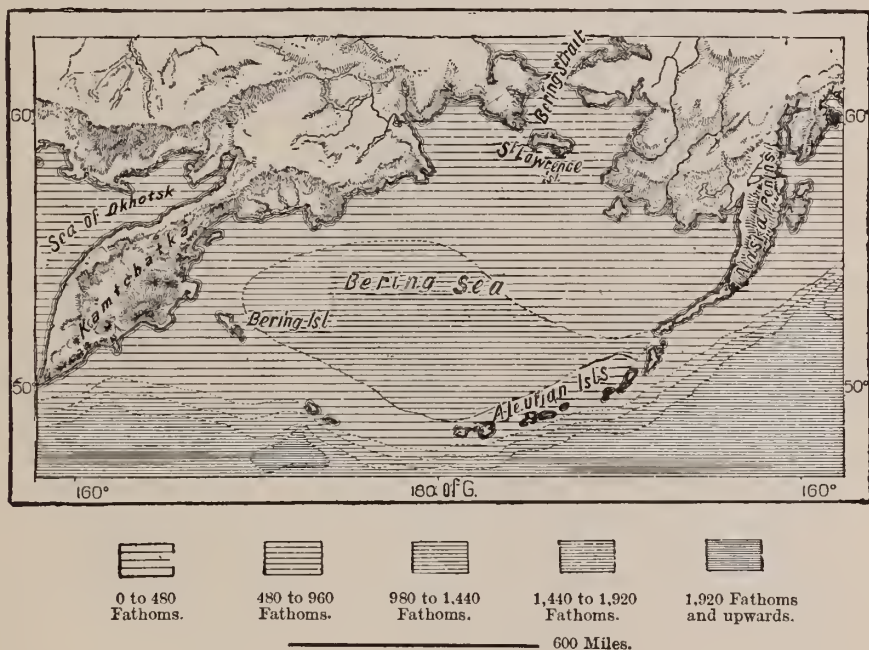 Bering Strait
60°
60°
St Lawrence
Isl.
Sea of Okhotsk
Alaska Penins
Kamtchatka
Bering Sea
Bering Isl
50°
Aleutian Isls
50°
160°
180° of G.
160°
0 to 480
Fathoms.
480 to 960
Fathoms.
980 to 1,440
Fathoms.
1,440 to 1,920
Fathoms.
1,920 Fathoms
and upwards.
600 Miles.